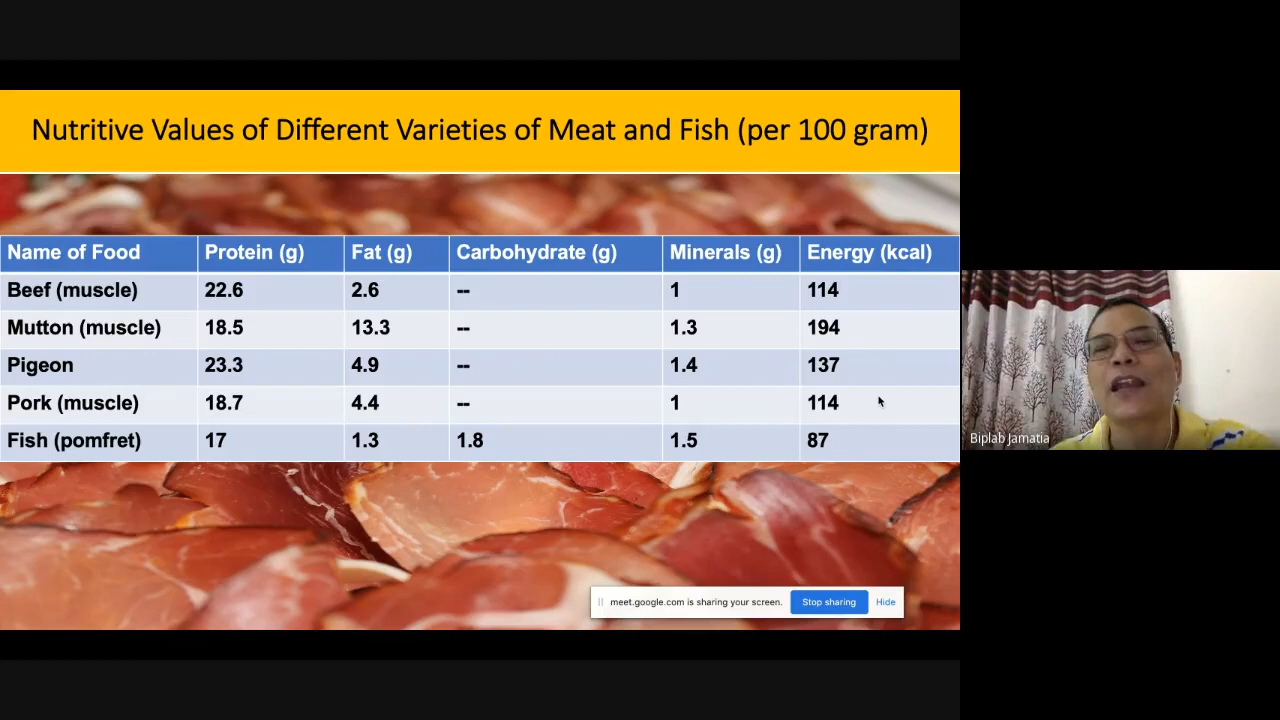 Nutritive Values of Different Varieties of Meat and Fish (per 100 gram)
Name of Food Protein (g) Fat (g) Carbohydrate (g) Minerals (g) Energy (kcal)
Beef (muscle) 22.6 2.6 -- 1 114
Mutton (muscle) 18.5 13.3 -- 1.3 194
Pigeon 23.3 4.9 -- 1.4 137
Pork (muscle) 18.7 4.4 -- 1 114
Fish (pomfret) 17 1.3 1.8 1.5 87
Biplab Jamatia
meet.google.com is sharing your screen. Stop sharing Hide